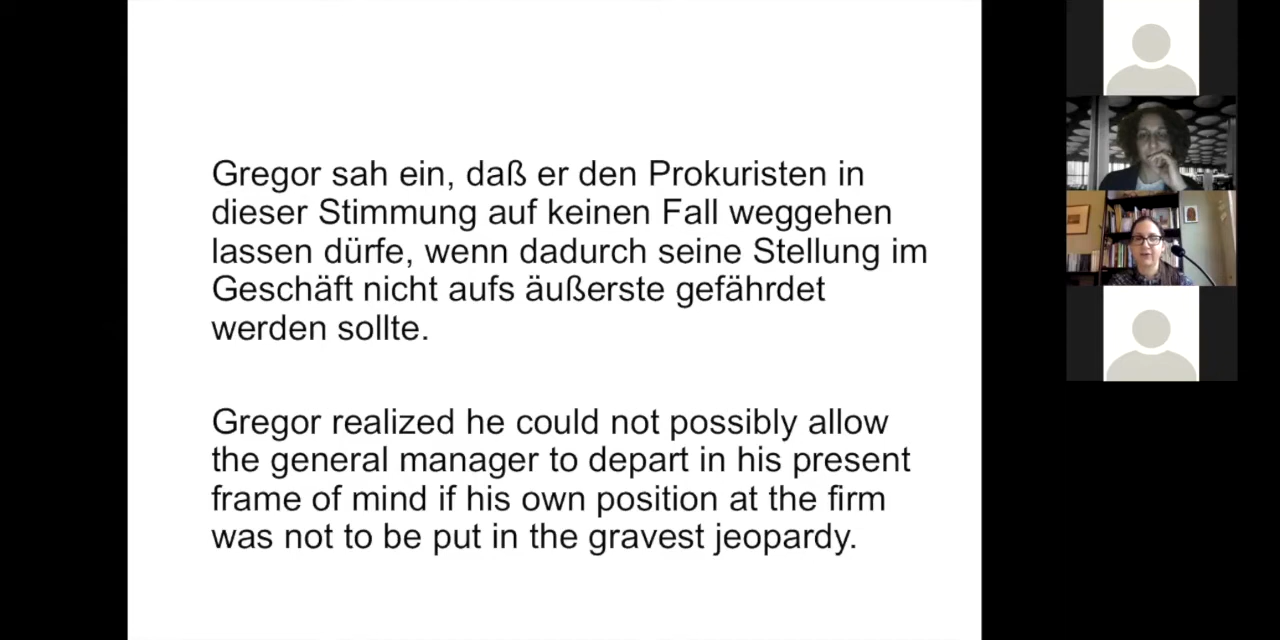 Gregor sah ein, daß er den Prokuristen in
dieser Stimmung auf keinen Fall weggehen
lassen dürfe, wenn dadurch seine Stellung im
Geschäft nicht aufs äußerste gefährdet
werden sollte.
Gregor realized he could not possibly allow
the general manager to depart in his present
frame of mind if his own position at the firm
was not to be put in the gravest jeopardy.